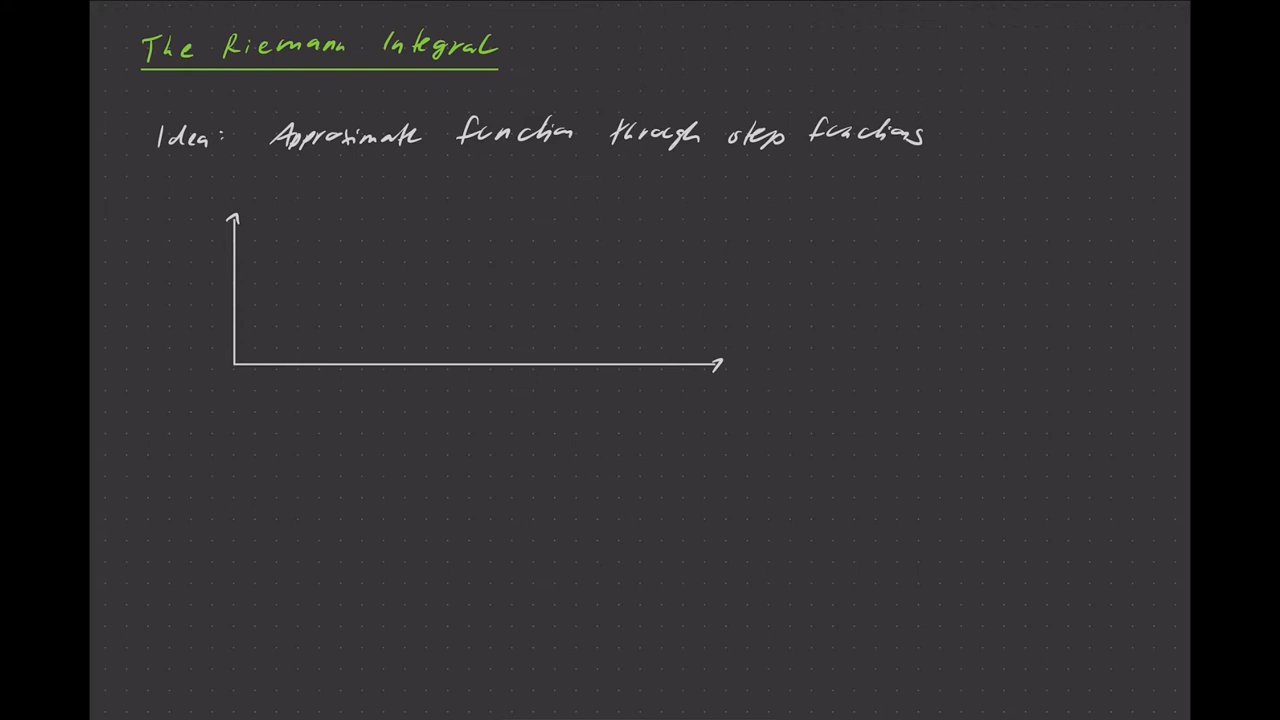 The Riemann Integral
Idea: Approximate function through step functions